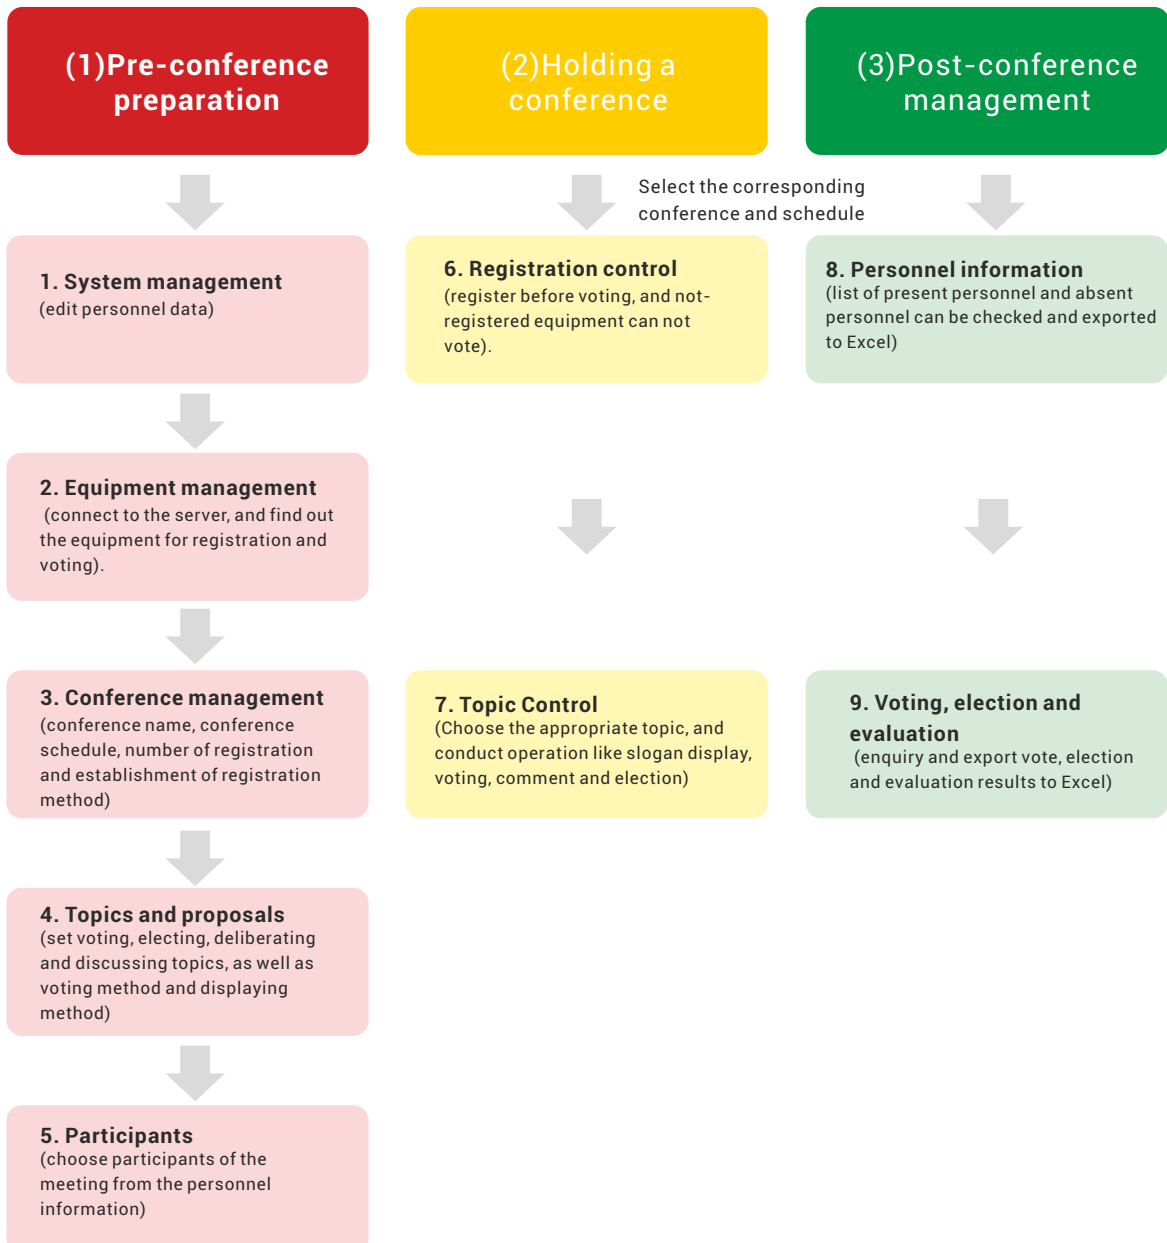 (1)Pre-conference
preparation
1. System management
(edit personnel data)
2. Equipment management
(connect to the server, and find out
the equipment for registration and
voting).
3. Conference management
(conference name, conference
schedule, number of registration
and establishment of registration
method)
4. Topics and proposals
(set voting, electing, deliberating
and discussing topics, as well as
voting method and displaying
method)
5. Participants
(choose participants of the
meeting from the personnel
information)
(2)Holding a
conference
Select the corresponding
conference and schedule
6. Registration control
(register before voting, and not-
registered equipment can not
vote).
7. Topic Control
(Choose the appropriate topic, and
conduct operation like slogan display,
voting, comment and election)
(3)Post-conference
management
8. Personnel information
(list of present personnel and absent
personnel can be checked and exported
to Excel)
9. Voting, election and
evaluation
(enquiry and export vote, election
and evaluation results to Excel)